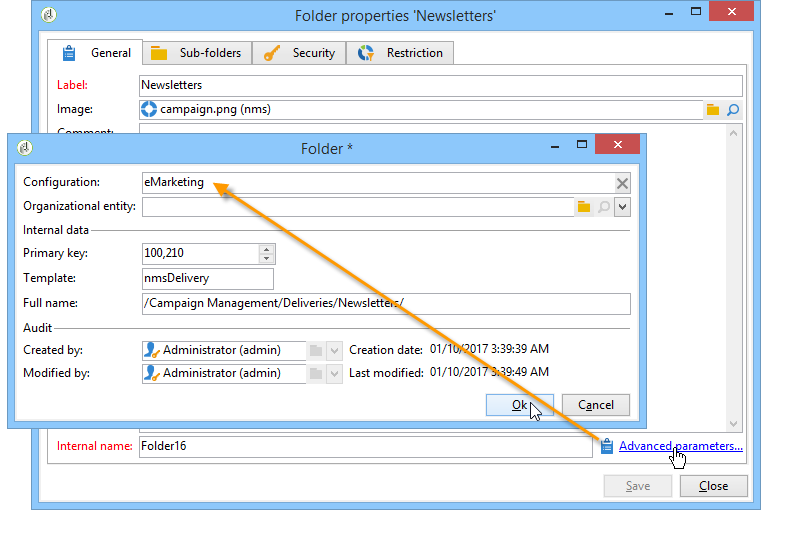 Folder properties 'Newsletters'
General Sub-folders Security Restriction
Label: Newsletters
Image: campaign.png (nms)
Comment:
Folder *
Configuration: eMarketing
Organizational entity:
Internal data
Primary key: 100,210
Template: nmsDelivery
Full name: /Campaign Management/Deliveries/Newsletters/
Audit
Created by: Administrator (admin) Creation date: 01/10/2017 3:39:39 AM
Modified by: Administrator (admin) Last modified: 01/10/2017 3:39:49 AM
Ok Cancel
Internal name: Folder16 Advanced parameters...
Save Close